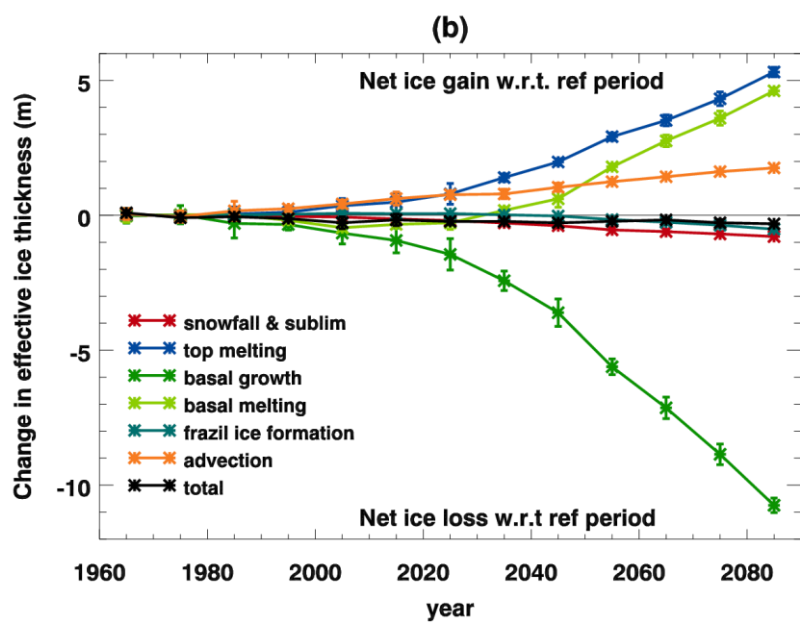 (b)
Net ice gain w.r.t. ref period
Change in effective ice thickness (m)
5
0
-5
-10
snowfall & sublim
top melting
basal growth
basal melting
frazil ice formation
advection
total
Net ice loss w.r.t ref period
1960 1980 2000 2020 2040 2060 2080
year